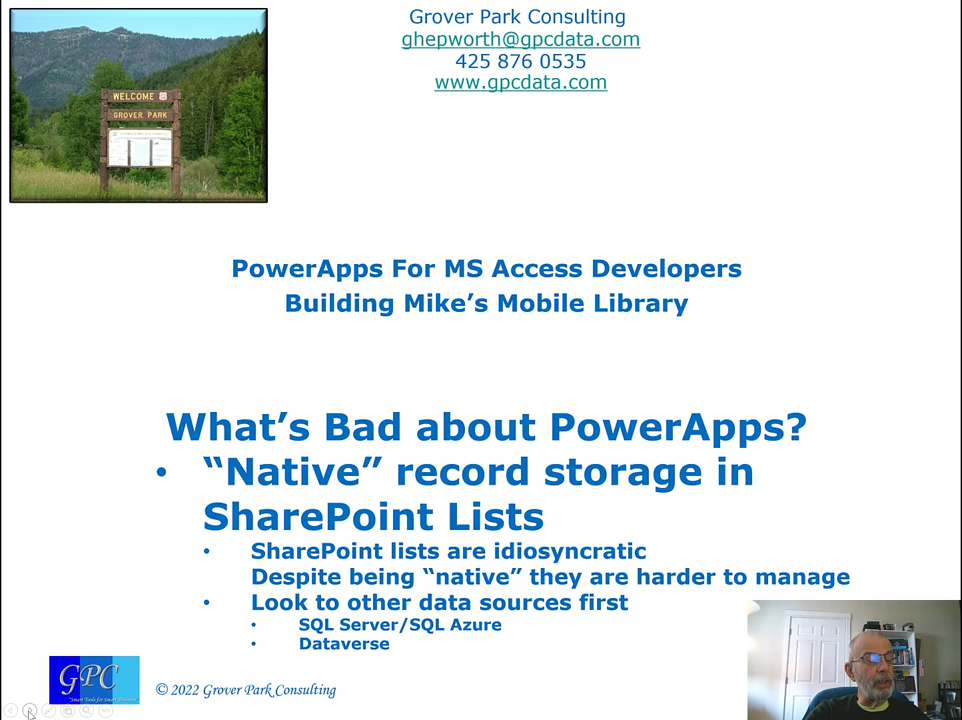 Grover Park Consulting
ghepworth@gpcdata.com
425 876 0535
www.gpcdata.com
WELCOME
GROVER PARK
PowerApps For MS Access Developers
Building Mike’s Mobile Library
What’s Bad about PowerApps?
• “Native” record storage in
SharePoint Lists
• SharePoint lists are idiosyncratic
Despite being “native” they are harder to manage
• Look to other data sources first
• SQL Server/SQL Azure
• Dataverse
GPC
© 2022 Grover Park Consulting